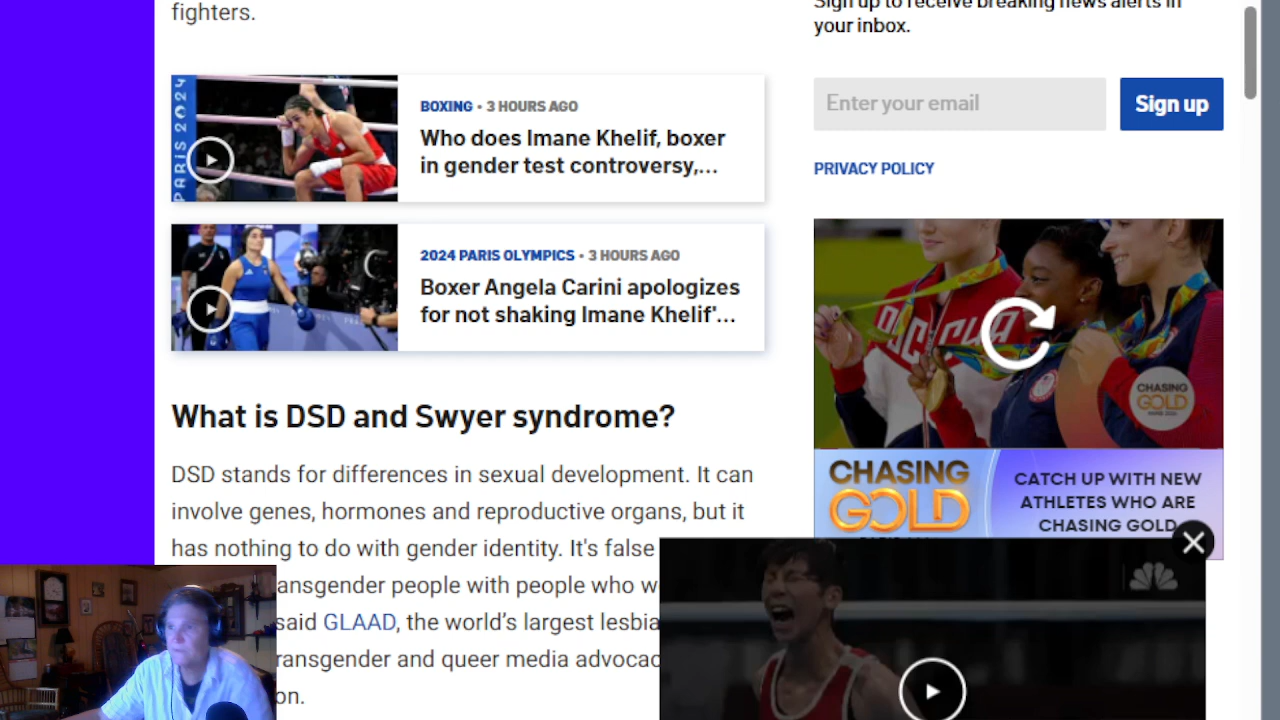 fighters.
PARIS 2024
BOXING • 3 HOURS AGO
Who does Imane Khelif, boxer
in gender test controversy,...
2024 PARIS OLYMPICS • 3 HOURS AGO
Boxer Angela Carini apologizes
for not shaking Imane Khelif'...
What is DSD and Swyer syndrome?
DSD stands for differences in sexual development. It can
involve genes, hormones and reproductive organs, but it
has nothing to do with gender identity. It's false
ansgender people with people who w
said GLAAD, the world's largest lesbia
ransgender and queer media advocac
on.
Sign up to receive breaking news alerts in
your inbox.
Enter your email
Sign up
PRIVACY POLICY
CHASING
GOLD
CHASING
GOLD
CATCH UP WITH NEW
ATHLETES WHO ARE
CHASING GOLD